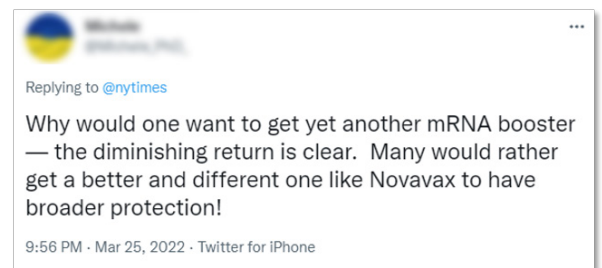 Replying to @nytimes
Why would one want to get yet another mRNA booster
— the diminishing return is clear.  Many would rather
get a better and different one like Novavax to have
broader protection!
9:56 PM · Mar 25, 2022 · Twitter for iPhone